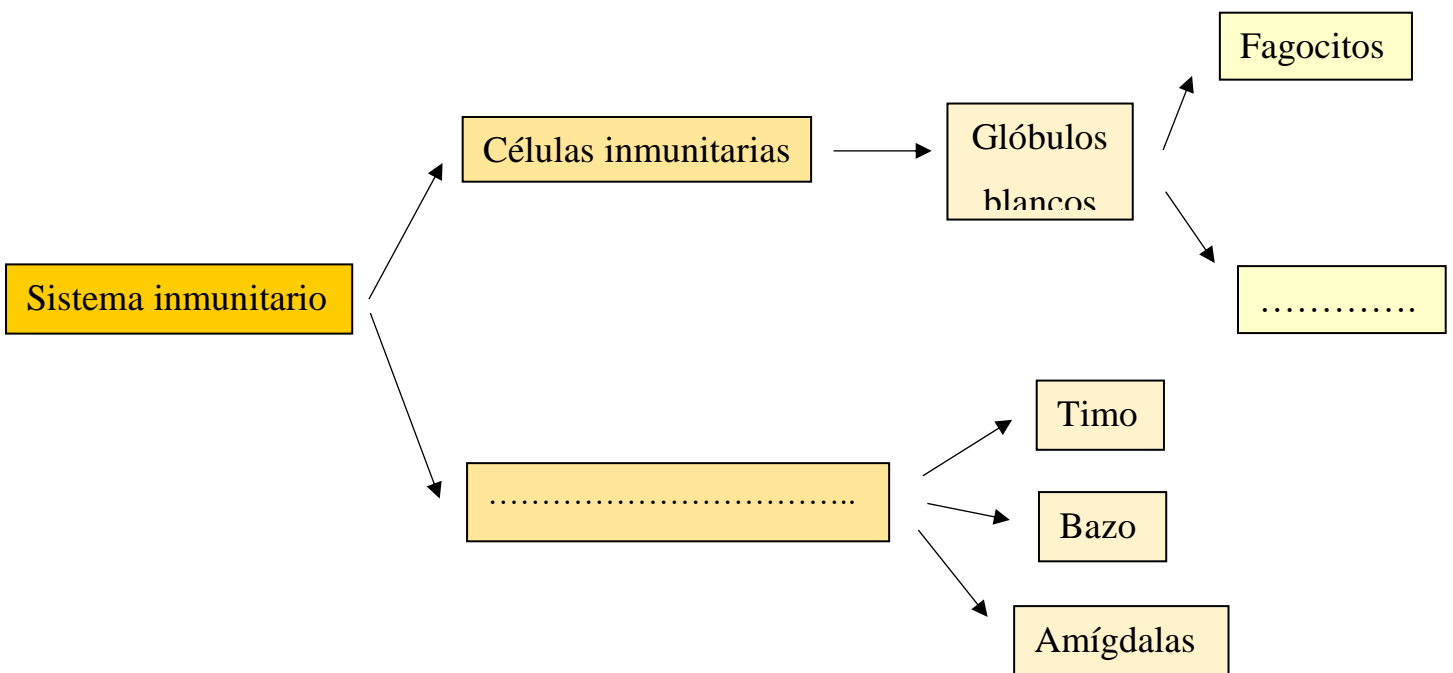 Fagocitos
Células inmunitarias
Glóbulos
blancos
Sistema inmunitario
………….
Timo
……………………………..
Bazo
Amígdalas